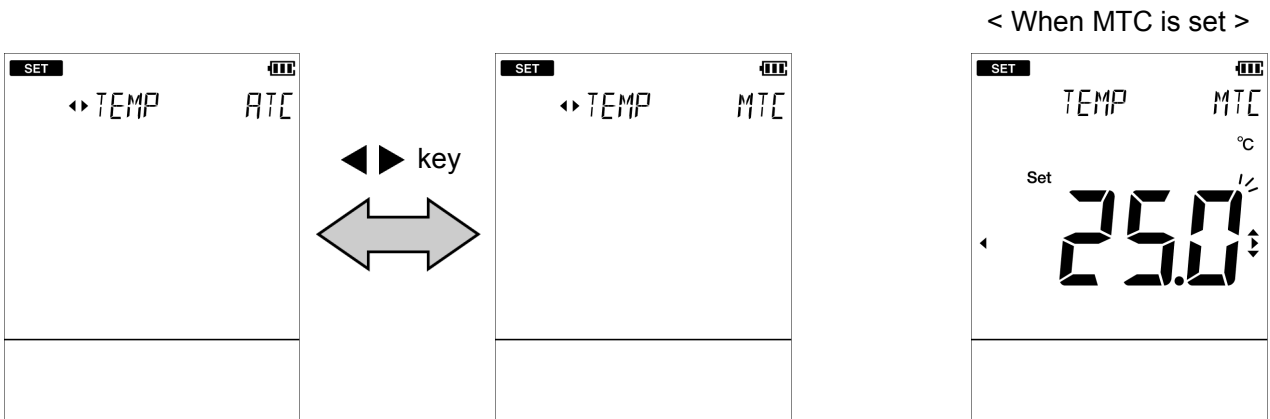 < When MTC is set >
SET
TEMP ATC
◀▶ key
SET
TEMP MTC
SET
TEMP MTC
°C
Set
25.0